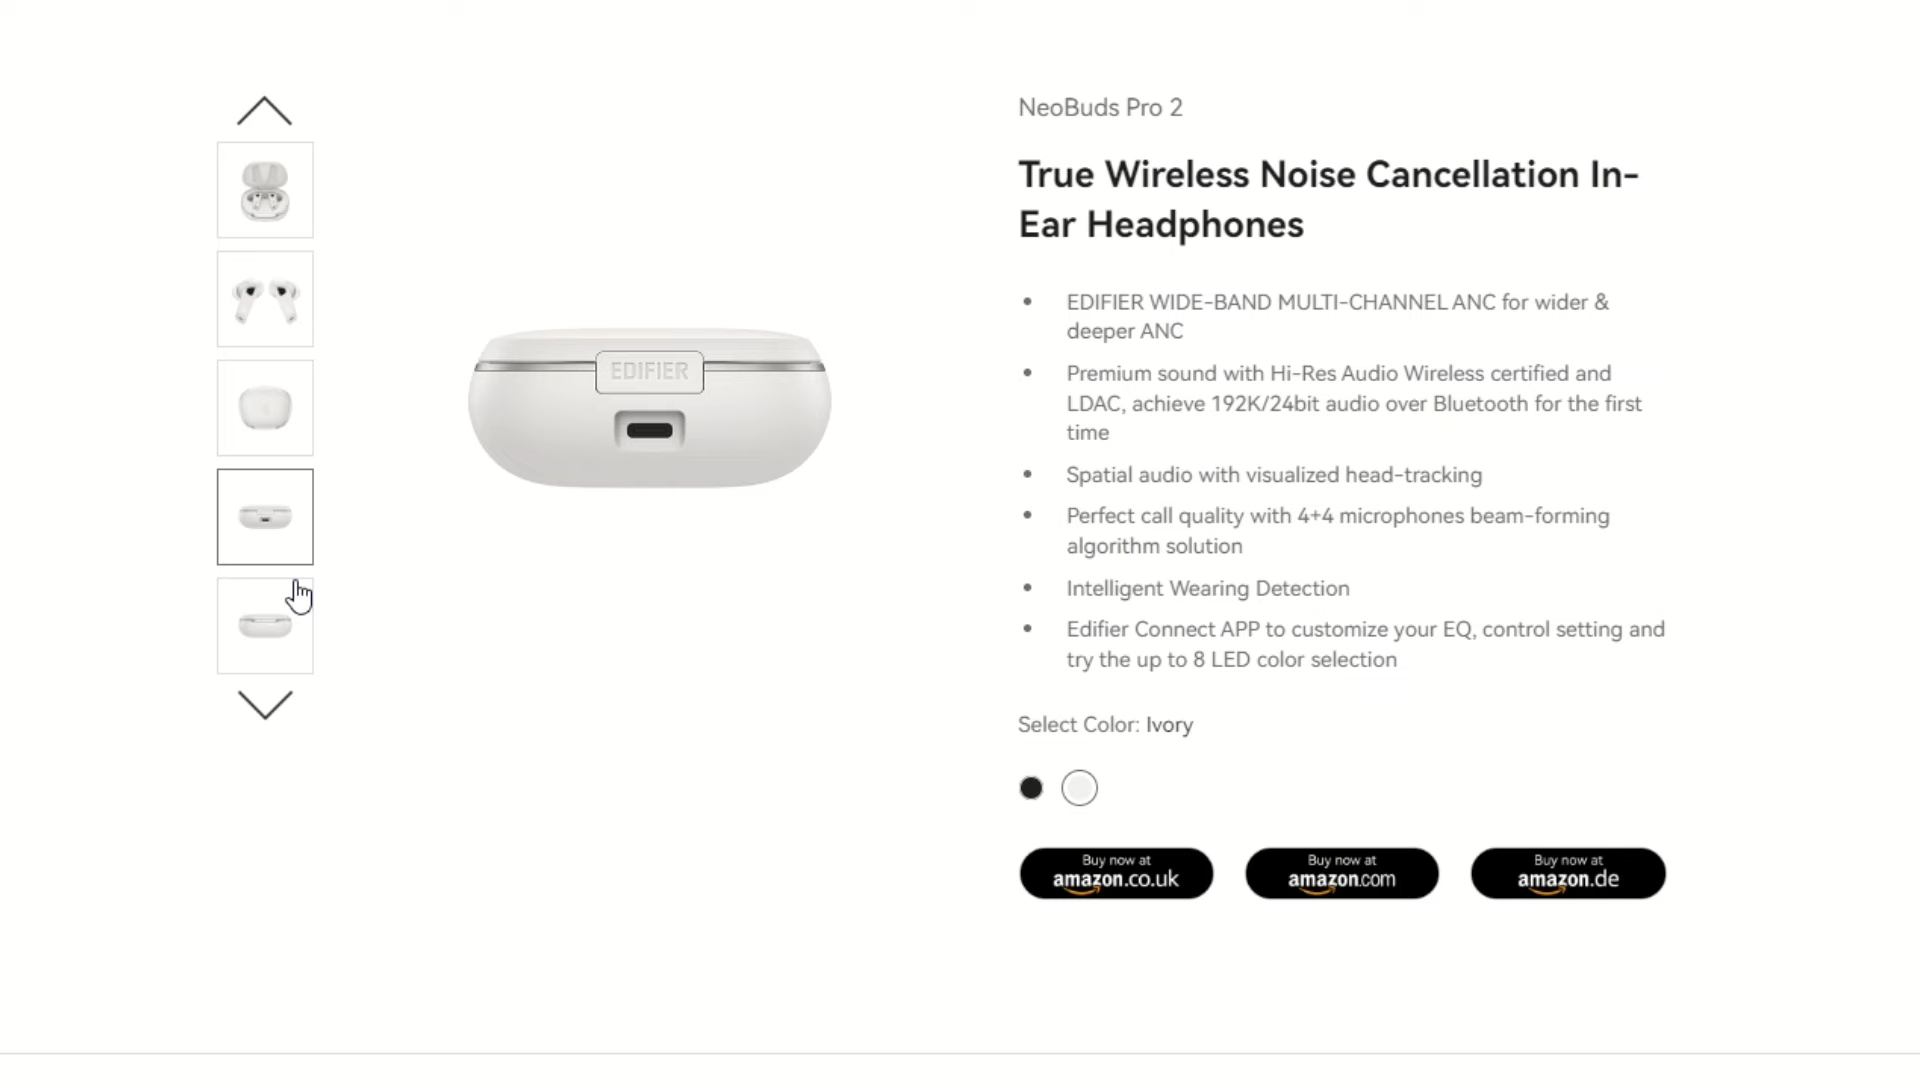 NeoBuds Pro 2
True Wireless Noise Cancellation In-
Ear Headphones
• EDIFIER WIDE-BAND MULTI-CHANNEL ANC for wider &
deeper ANC
• Premium sound with Hi-Res Audio Wireless certified and
LDAC, achieve 192K/24bit audio over Bluetooth for the first
time
• Spatial audio with visualized head-tracking
• Perfect call quality with 4+4 microphones beam-forming
algorithm solution
• Intelligent Wearing Detection
• Edifier Connect APP to customize your EQ, control setting and
try the up to 8 LED color selection
Select Color: Ivory
Buy now at
amazon.co.uk
Buy now at
amazon.com
Buy now at
amazon.de
EDIFIER